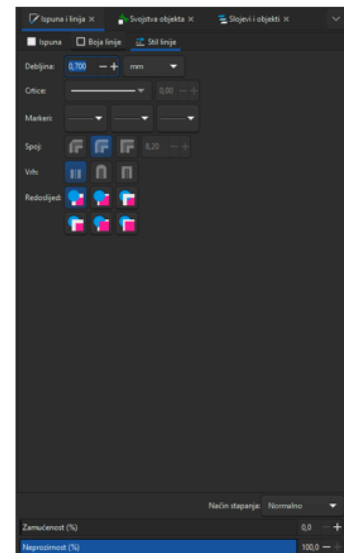 Ispuna i linija × Svojstva objekta × Slojevi i objekti ×
Ispuna Boja linije Stil linije
Debljina: 0,700 − + mm
Crtice: 0,00 − +
Markeri:
Spoj: 8,20 − +
Vrh:
Redoslijed:
Način stapanja: Normalno
Zamućenost (%) 0,0 − +
Neprozirnost (%) 100,0 − +